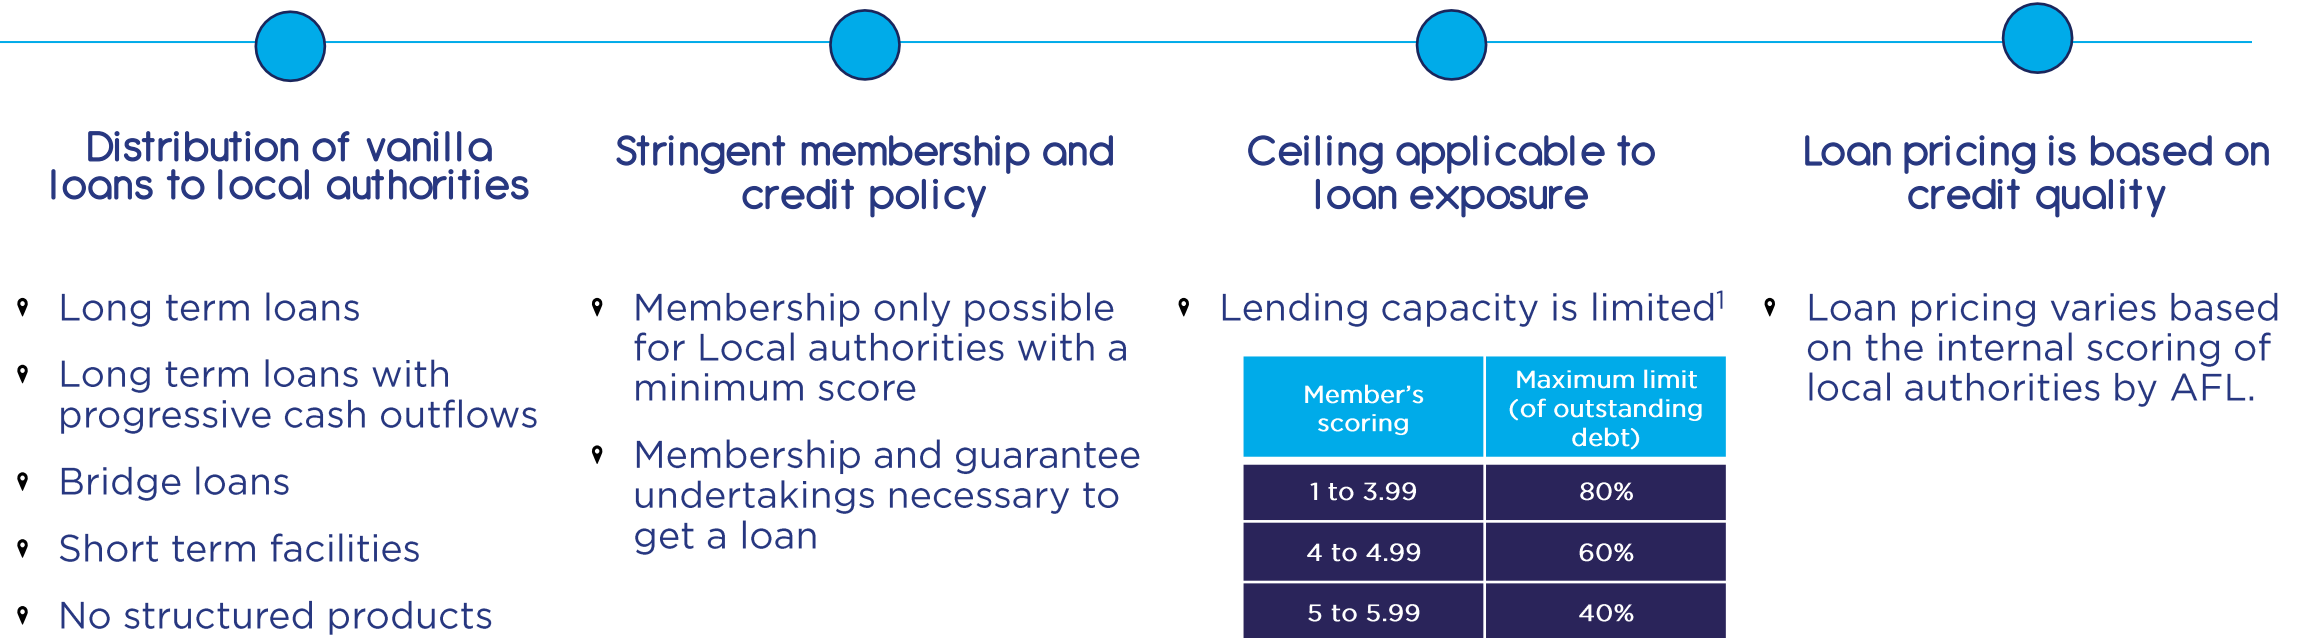 Distribution of vanilla
loans to local authorities
Long term loans
Long term loans with
progressive cash outflows
Bridge loans
Short term facilities
No structured products
Stringent membership and
credit policy
Membership only possible
for Local authorities with a
minimum score
Membership and guarantee
undertakings necessary to
get a loan
Ceiling applicable to
loan exposure
Lending capacity is limited¹
Member's
scoring
Maximum limit
(of outstanding
debt)
1 to 3.99
80%
4 to 4.99
60%
5 to 5.99
40%
Loan pricing is based on
credit quality
Loan pricing varies based
on the internal scoring of
local authorities by AFL.